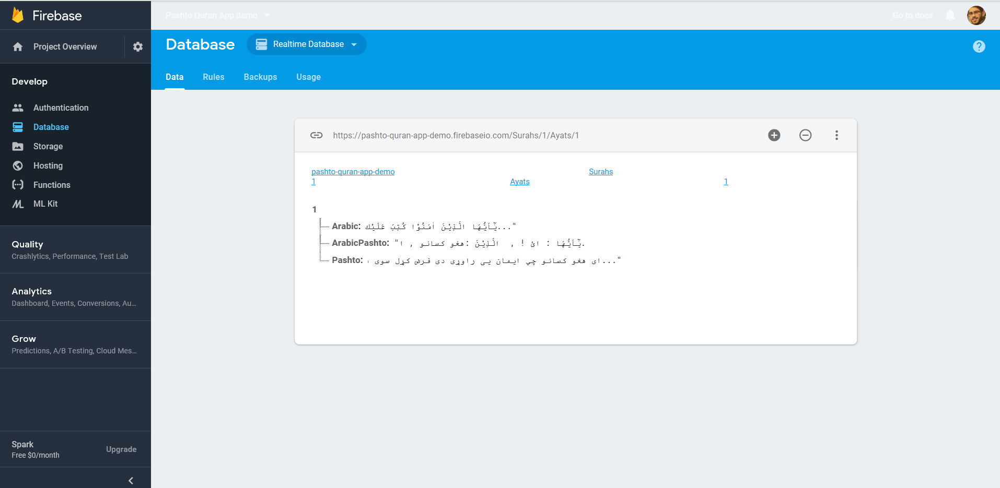 Firebase
Pashto Quran App demo
Go to docs
Project Overview
Database
Realtime Database
Data Rules Backups Usage
Develop
Authentication
Database
Storage
Hosting
Functions
ML Kit
Quality
Crashlytics, Performance, Test Lab
Analytics
Dashboard, Events, Conversions, Au...
Grow
Predictions, A/B Testing, Cloud Mes...
Spark
Free $0/month
Upgrade
https://pashto-quran-app-demo.firebaseio.com/Surahs/1/Ayats/1
pashto-quran-app-demo Surahs
1 Ayats 1
1
Arabic: يٰٓاَيُّهَا الَّذِيْنَ اٰمَنُوْا كُتِبَ عَلَيْك..."
ArabicPashto: "يٰٓاَيُّهَا : ائ ! , الَّذِيْنَ :هغو كسانو , ا.
Pashto: اى هغو كسانو چي ايمان يى راوړى دى فرض كړل سوى ..."